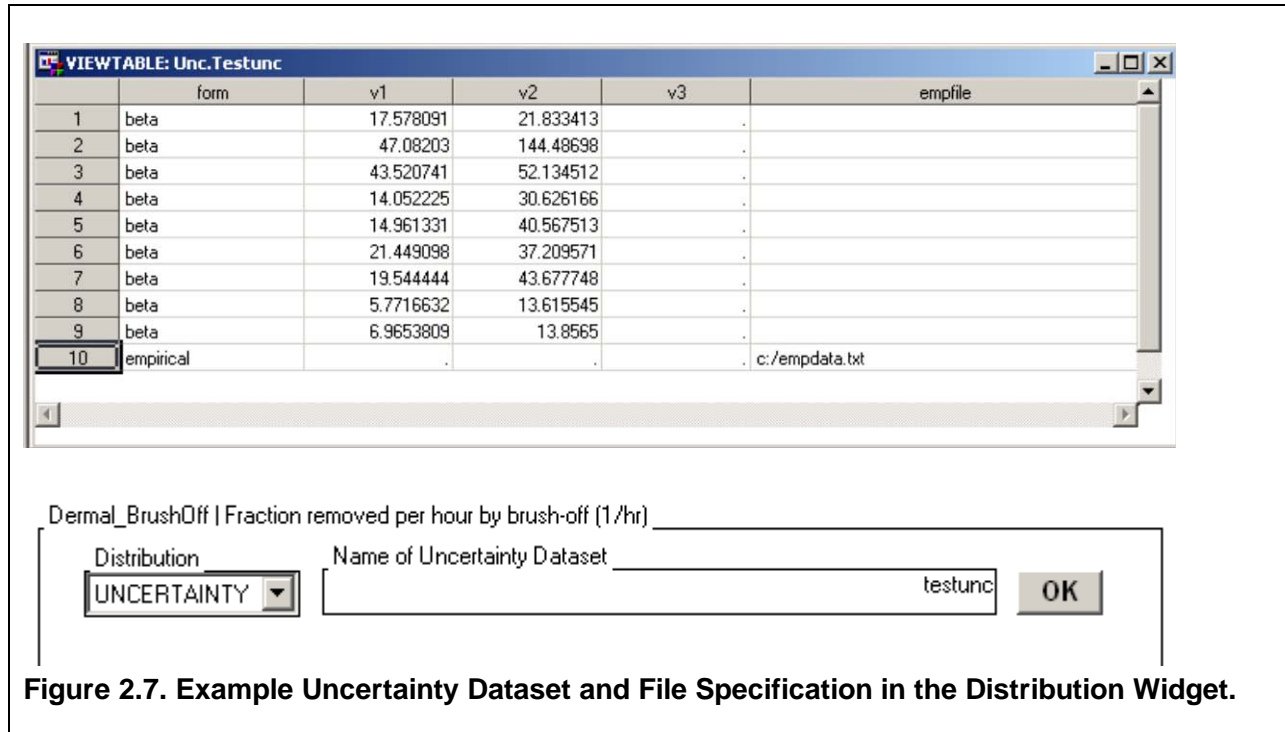 VIEWTABLE: Unc.Testunc
form v1 v2 v3 empfile
1 beta 17.578091 21.833413 .
2 beta 47.08203 144.48698 .
3 beta 43.520741 52.134512 .
4 beta 14.052225 30.626166 .
5 beta 14.961331 40.567513 .
6 beta 21.449098 37.209571 .
7 beta 19.544444 43.677748 .
8 beta 5.7716632 13.615545 .
9 beta 6.9653809 13.8565 .
10 empirical . . . c:/empdata.txt
Dermal_BrushOff | Fraction removed per hour by brush-off (1/hr)
Distribution Name of Uncertainty Dataset
UNCERTAINTY testunc OK
Figure 2.7. Example Uncertainty Dataset and File Specification in the Distribution Widget.